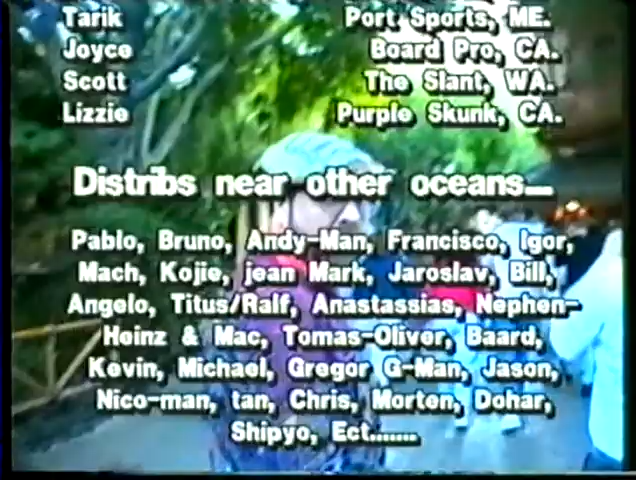 Tarik Port Sports, ME.
Joyce Board Pro, CA.
Scott The Slant, WA.
Lizzie Purple Skunk, CA.
Distribs near other oceans...
Pablo, Bruno, Andy-Man, Francisco, Igor,
Mach, Kojie, jean Mark, Jaroslav, Bill,
Angelo, Titus/Ralf, Anastassias, Nephen-
Heinz & Mac, Tomas-Oliver, Baard,
Kevin, Michael, Gregor G-Man, Jason,
Nico-man, tan, Chris, Morten, Dohar,
Shipyo, Ect.......